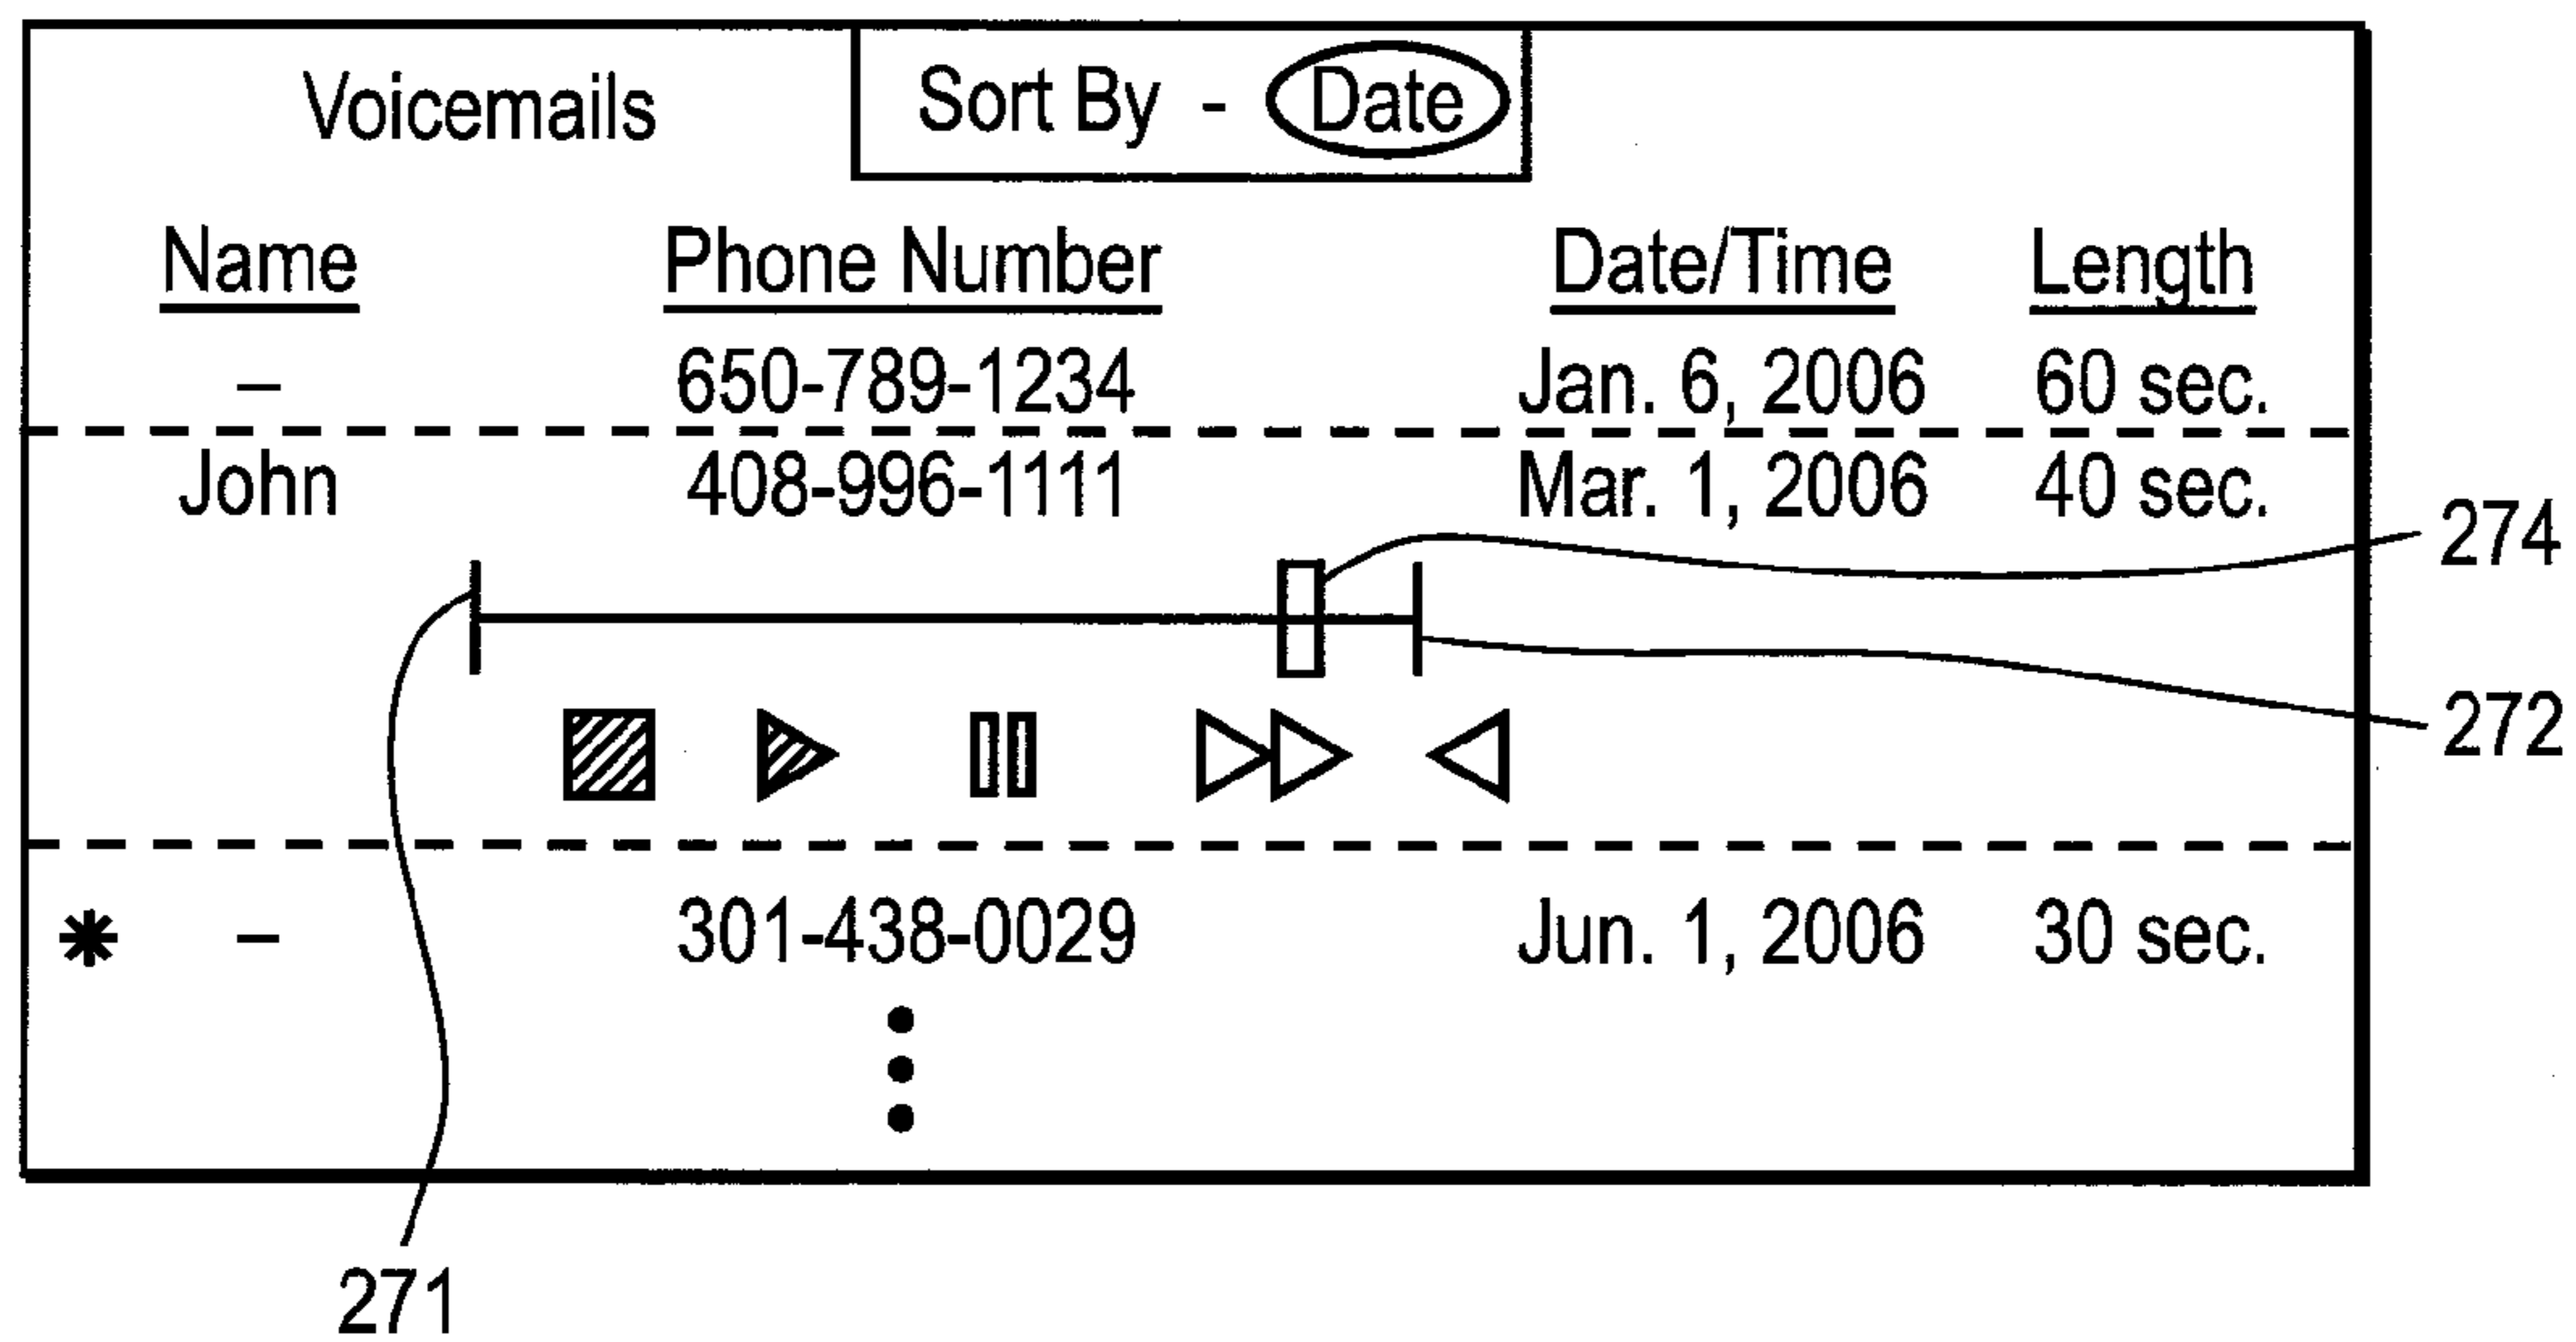 Voicemails Sort By - Date
Name Phone Number Date/Time Length
– 650-789-1234 Jan. 6, 2006 60 sec.
John 408-996-1111 Mar. 1, 2006 40 sec.
274
272
* – 301-438-0029 Jun. 1, 2006 30 sec.
271